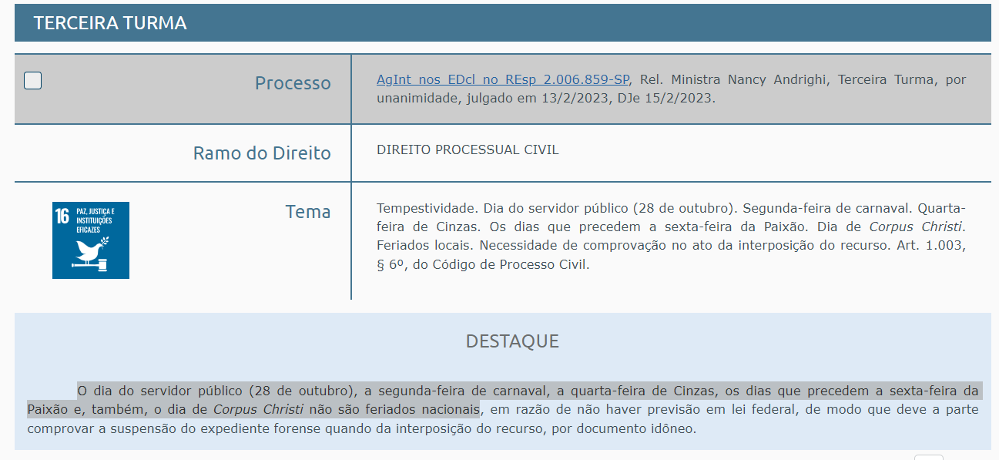 TERCEIRA TURMA
Processo
AgInt nos EDcl no REsp 2.006.859-SP, Rel. Ministra Nancy Andrighi, Terceira Turma, por
unanimidade, julgado em 13/2/2023, DJe 15/2/2023.
Ramo do Direito
DIREITO PROCESSUAL CIVIL
16 PAZ, JUSTIÇA E
INSTITUIÇÕES
EFICAZES
Tema
Tempestividade. Dia do servidor público (28 de outubro). Segunda-feira de carnaval. Quarta-
feira de Cinzas. Os dias que precedem a sexta-feira da Paixão. Dia de Corpus Christi.
Feriados locais. Necessidade de comprovação no ato da interposição do recurso. Art. 1.003,
§ 6º, do Código de Processo Civil.
DESTAQUE
O dia do servidor público (28 de outubro), a segunda-feira de carnaval, a quarta-feira de Cinzas, os dias que precedem a sexta-feira da
Paixão e, também, o dia de Corpus Christi não são feriados nacionais, em razão de não haver previsão em lei federal, de modo que deve a parte
comprovar a suspensão do expediente forense quando da interposição do recurso, por documento idôneo.